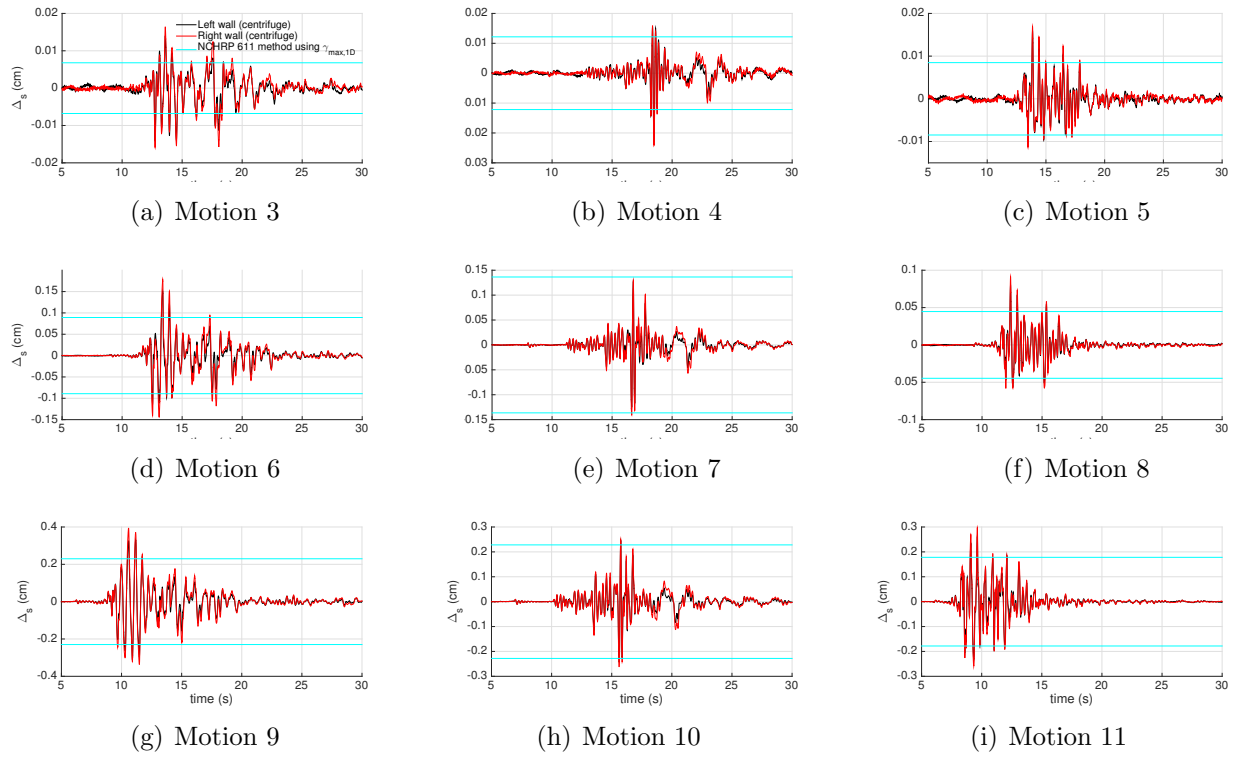 Left wall (centrifuge)
Right wall (centrifuge)
NCHRP 611 method using γmax,1D
Δs (cm)
0.02
0.01
0
-0.01
-0.02
5 10 15 20 25 30
time (s)
(a) Motion 3
0.02
0.01
0
0.01
0.02
0.03
5 10 15 20 25 30
time (s)
(b) Motion 4
0.02
0.01
0
-0.01
5 10 15 20 25 30
time (s)
(c) Motion 5
Δs (cm)
0.15
0.1
0.05
0
-0.05
-0.1
-0.15
5 10 15 20 25 30
time (s)
(d) Motion 6
0.15
0.1
0.05
0
-0.05
-0.1
0.15
5 10 15 20 25 30
time (s)
(e) Motion 7
0.1
0.05
0
0.05
-0.1
5 10 15 20 25 30
time (s)
(f) Motion 8
Δs (cm)
0.4
0.2
0
-0.2
-0.4
5 10 15 20 25 30
time (s)
(g) Motion 9
Δs (cm)
0.3
0.2
0.1
0
-0.1
-0.2
-0.3
5 10 15 20 25 30
time (s)
(h) Motion 10
Δs (cm)
0.3
0.2
0.1
0
-0.1
-0.2
-0.3
5 10 15 20 25 30
time (s)
(i) Motion 11